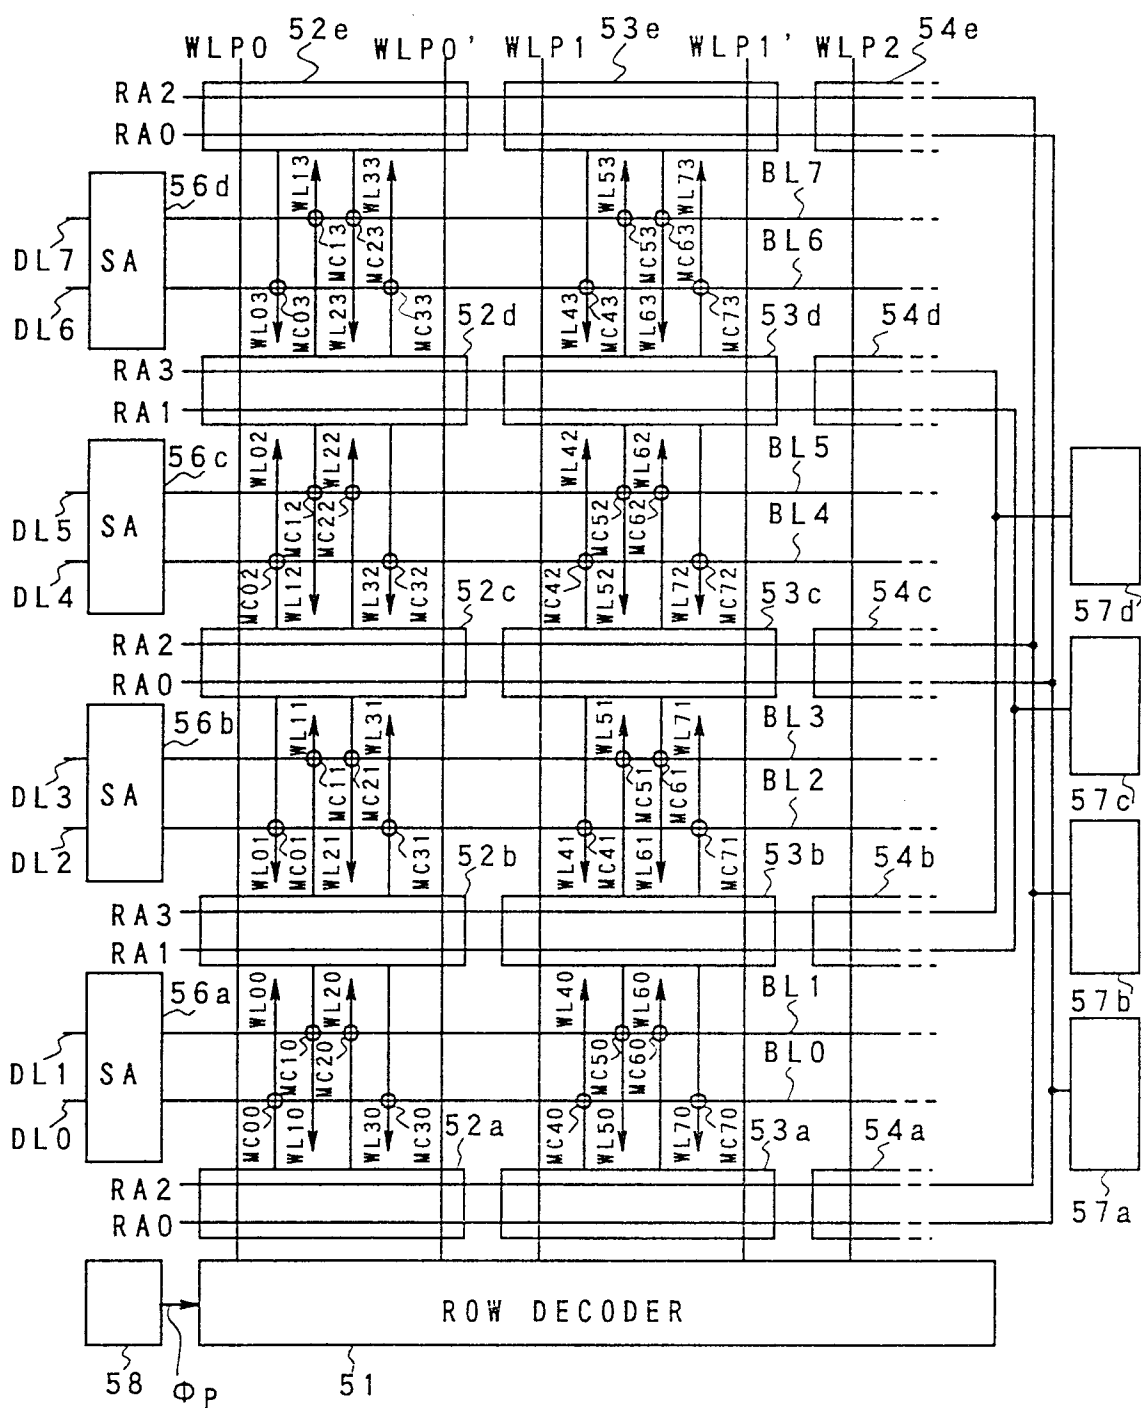 52e 53e 54e
WLP0 WLP0' WLP1 WLP1' WLP2
RA2
RA0
56d WL13 WL33 WL53 WL73 BL7
DL7 SA MC13 MC23 MC53 MC63 BL6
DL6 WL03 MC03 WL23 MC33 WL43 MC43 WL63 MC73
52d 53d 54d
RA3
RA1
56c WL02 WL22 WL42 WL62 BL5
DL5 SA MC12 MC22 MC52 MC62 BL4
DL4 MC02 WL12 WL32 MC32 MC42 WL52 WL72 MC72
57d
52c 53c 54c
RA2
RA0
56b WL11 WL31 WL51 WL71 BL3
DL3 SA MC11 MC21 MC51 MC61 BL2
57c
DL2 WL01 MC01 WL21 MC31 WL41 MC41 WL61 MC71
52b 53b 54b
RA3
RA1
56a WL00 WL20 WL40 WL60 BL1
57b
DL1 SA MC10 MC20 MC50 MC60 BL0
DL0 MC00 WL10 WL30 MC30 MC40 WL50 WL70 MC70
52a 53a 54a
RA2
RA0
57a
ROW DECODER
58 ΦP 51